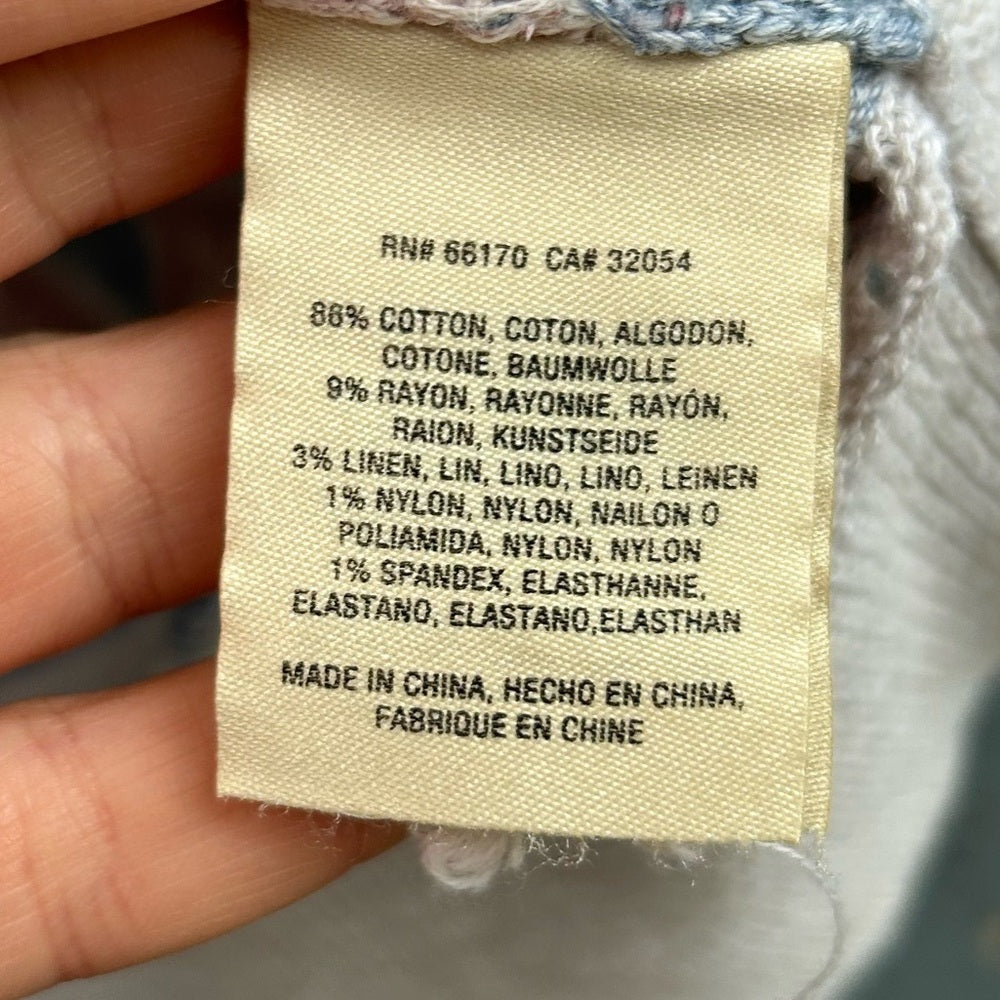 RN# 66170 CA# 32054
86% COTTON, COTON, ALGODON,
COTONE, BAUMWOLLE
9% RAYON, RAYONNE, RAYÓN,
RAION, KUNSTSEIDE
3% LINEN, LIN, LINO, LINO, LEINEN
1% NYLON, NYLON, NAILON O
POLIAMIDA, NYLON, NYLON
1% SPANDEX, ELASTHANNE,
ELASTANO, ELASTANO,ELASTHAN
MADE IN CHINA, HECHO EN CHINA,
FABRIQUE EN CHINE